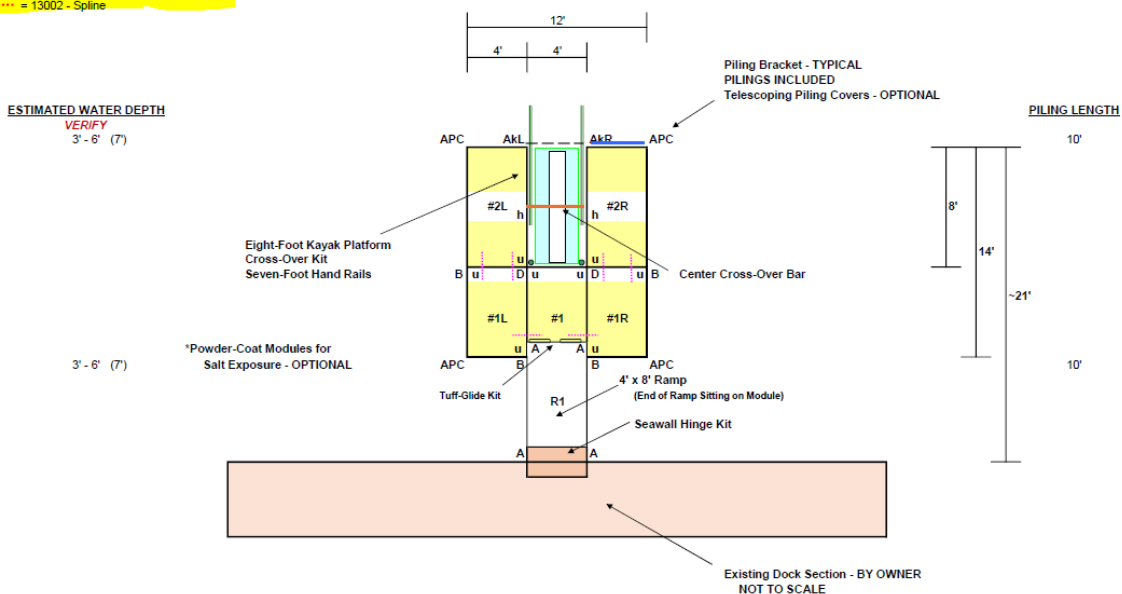 *** = 13002 - Spline
12'
4' 4'
Piling Bracket - TYPICAL
PILINGS INCLUDED
Telescoping Piling Covers - OPTIONAL
ESTIMATED WATER DEPTH
VERIFY
3' - 6' (7')
PILING LENGTH
10'
APC AkL AkR APC
#2L #2R
h h
8'
14'
~21'
Eight-Foot Kayak Platform
Cross-Over Kit
Seven-Foot Hand Rails
Center Cross-Over Bar
u u
B u D u u D u B
#1L #1 #1R
*Powder-Coat Modules for
Salt Exposure - OPTIONAL
u A A u
3' - 6' (7')
APC B B APC
10'
Tuff-Glide Kit
4' x 8' Ramp
(End of Ramp Sitting on Module)
R1
Seawall Hinge Kit
A A
Existing Dock Section - BY OWNER
NOT TO SCALE